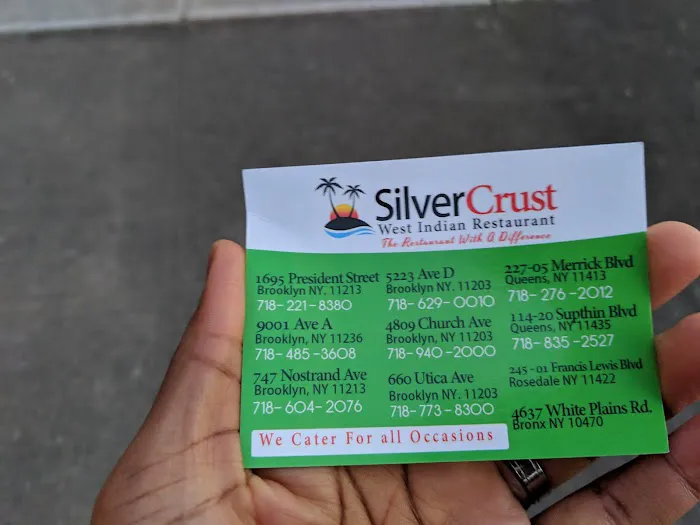 SilverCrust
West Indian Restaurant
The Restaurant With A Difference
1695 President Street
Brooklyn NY. 11213
718-221-8380
9001 Ave A
Brooklyn, NY 11236
718-485-3608
747 Nostrand Ave
Brooklyn, NY 11213
718-604-2076
5223 Ave D
Brooklyn NY. 11203
718-629-0010
4809 Church Ave
Brooklyn, NY 11203
718-940-2000
660 Utica Ave
Brooklyn NY. 11203
718-773-8300
227-05 Merrick Blvd
Queens, NY 11413
718-276-2012
114-20 Supthin Blvd
Queens, NY 11435
718-835-2527
245-01 Francis Lewis Blvd
Rosedale NY 11422
4637 White Plains Rd.
Bronx NY 10470
We Cater For all Occasions